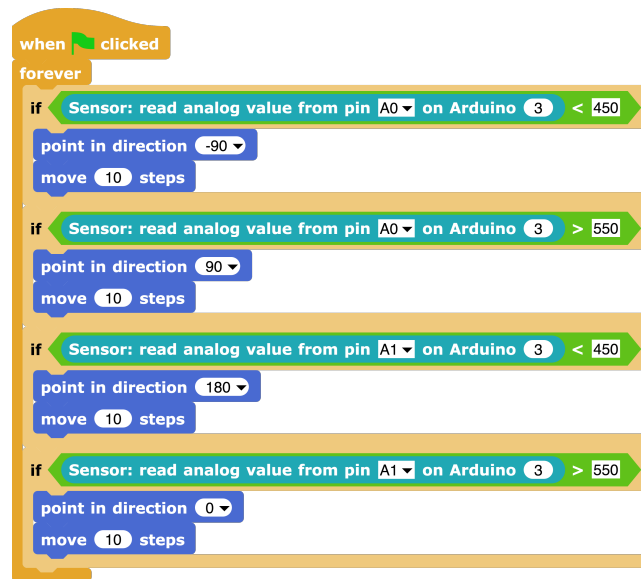 when clicked
forever
if Sensor: read analog value from pin A0 on Arduino 3 < 450
point in direction -90
move 10 steps
if Sensor: read analog value from pin A0 on Arduino 3 > 550
point in direction 90
move 10 steps
if Sensor: read analog value from pin A1 on Arduino 3 < 450
point in direction 180
move 10 steps
if Sensor: read analog value from pin A1 on Arduino 3 > 550
point in direction 0
move 10 steps